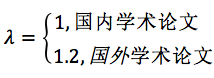 λ = { 1, 国内学术论文
1.2, 国外学术论文